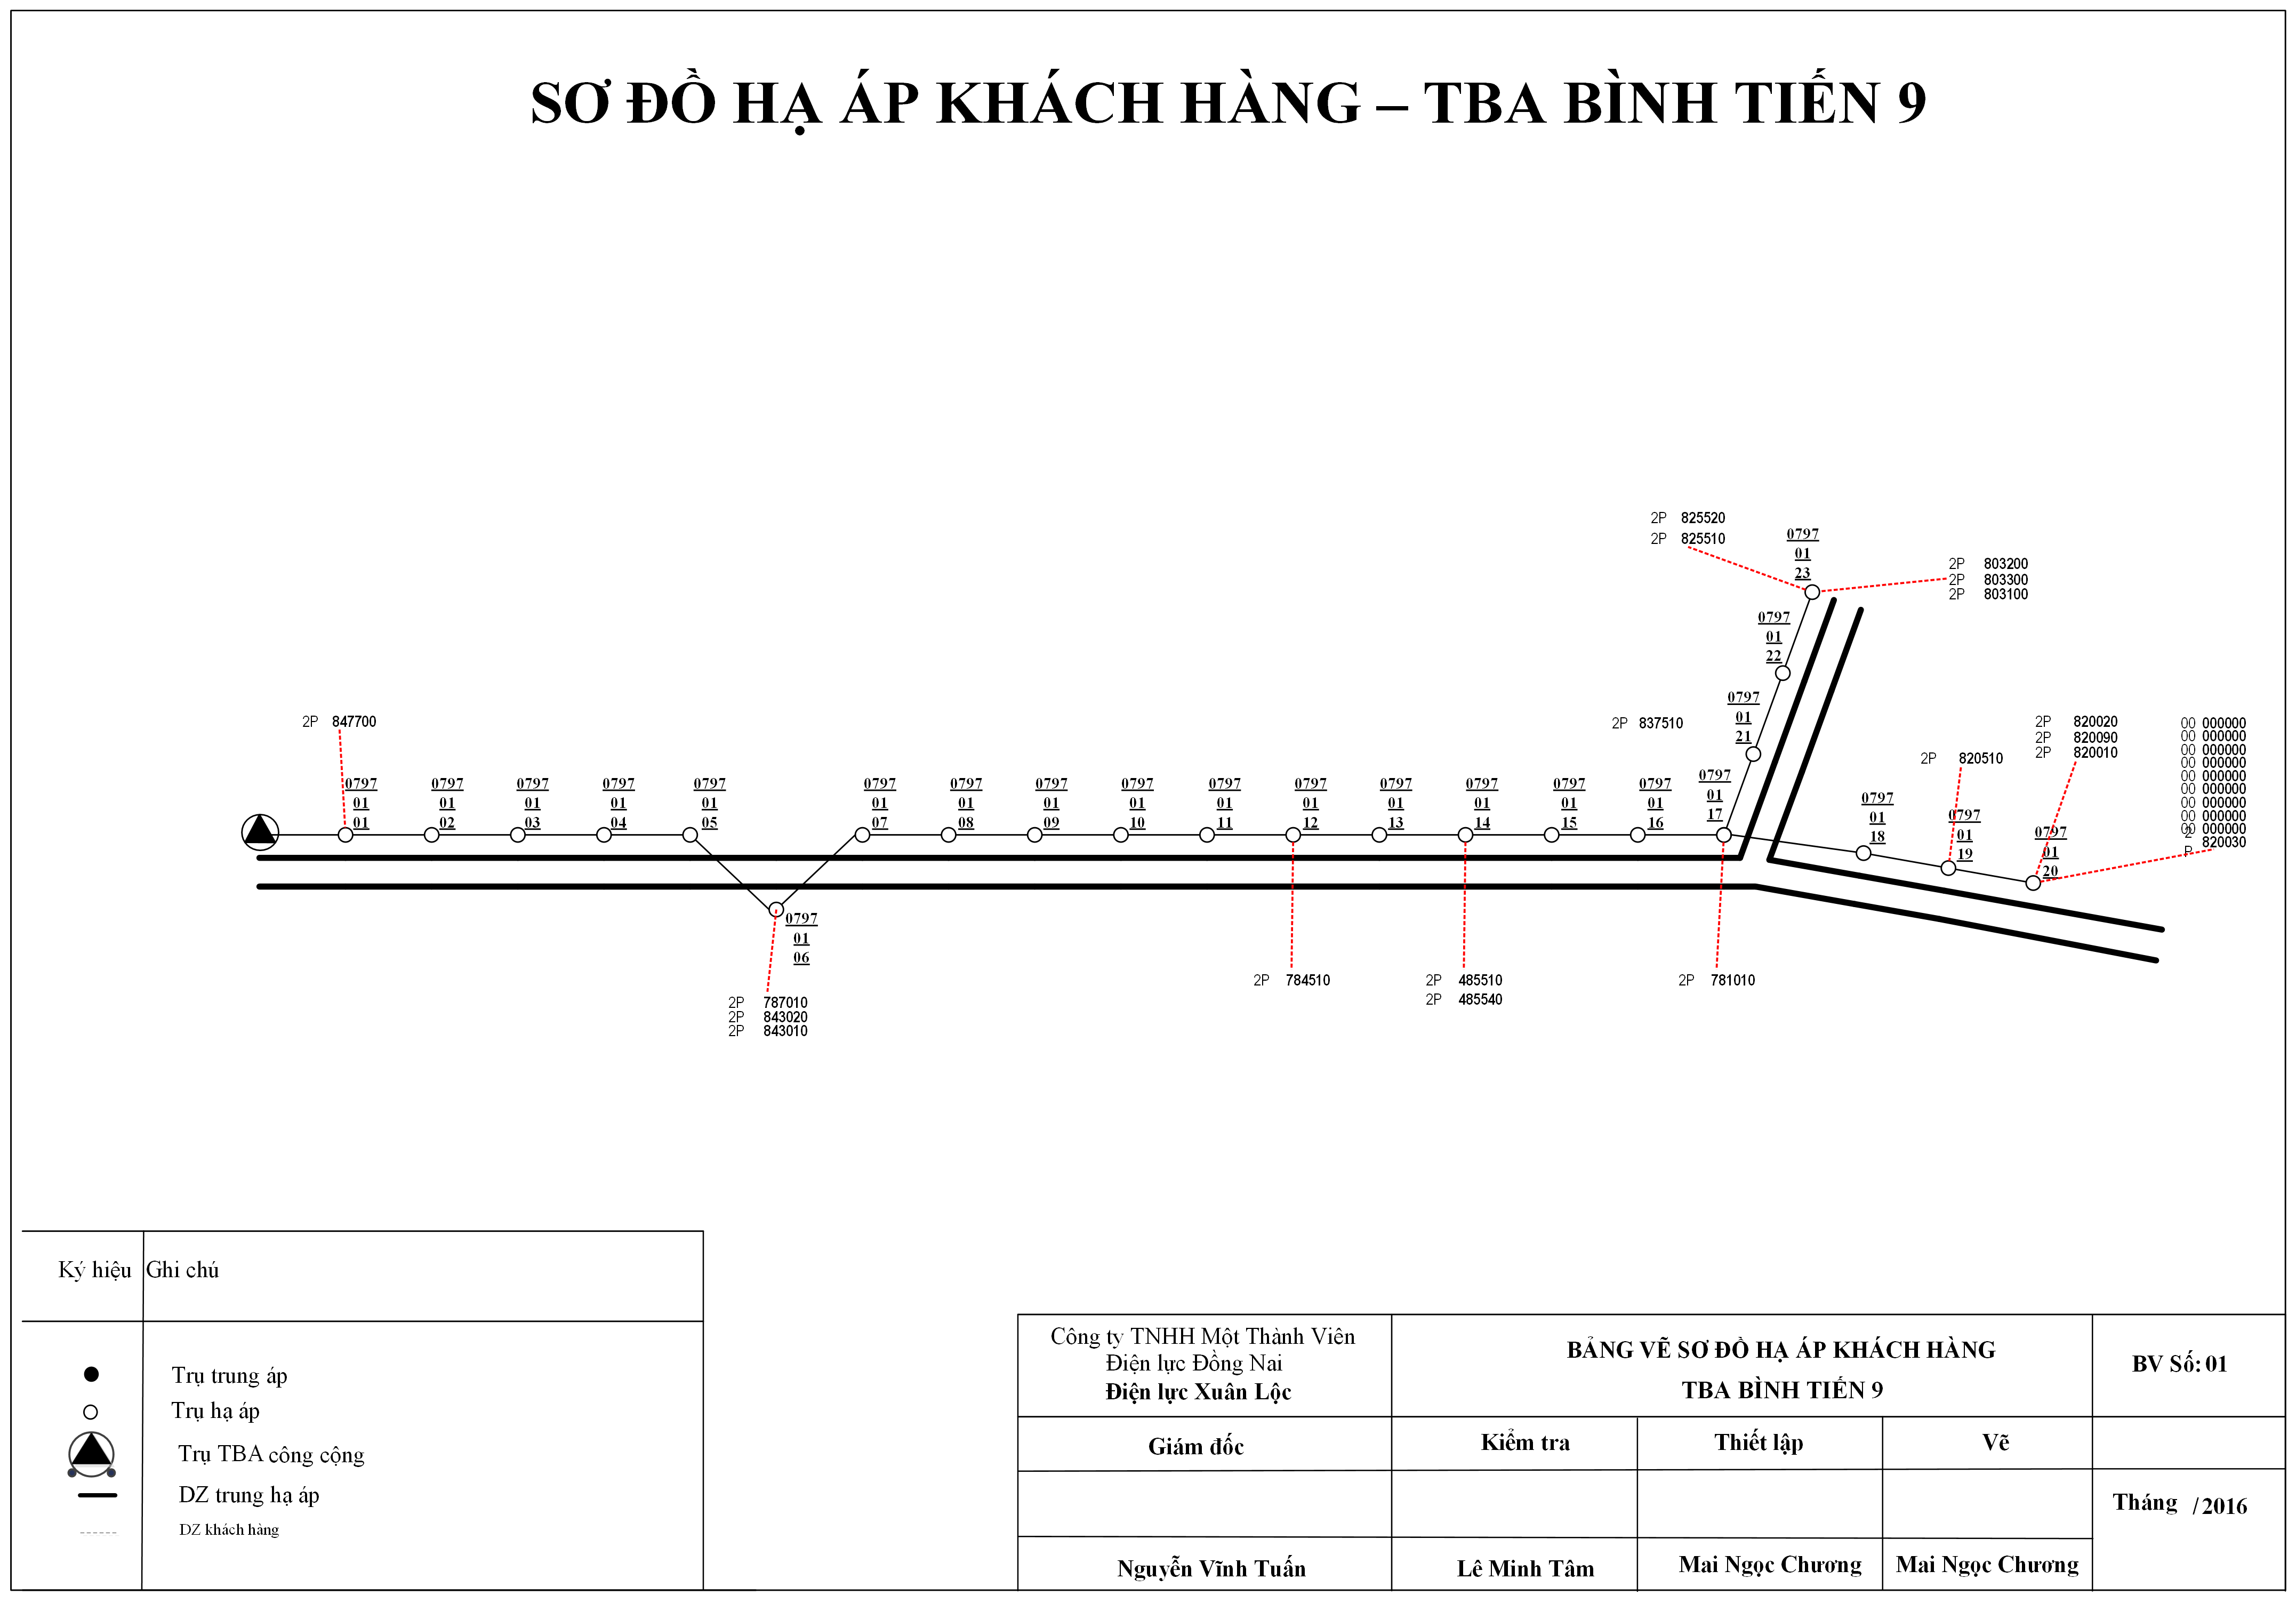 SƠ ĐỒ HẠ ÁP KHÁCH HÀNG – TBA BÌNH TIẾN 9
2P 825520
2P 825510
0797
01
23
2P 803200
2P 803300
2P 803100
0797
01
22
0797
01
21
2P 837510
2P 847700
2P 820020
2P 820090
2P 820010
2P 820510
00 000000
00 000000
00 000000
00 000000
00 000000
00 000000
00 000000
00 000000
00 000000
2
P 820030
0797
01
01
0797
01
02
0797
01
03
0797
01
04
0797
01
05
0797
01
06
0797
01
07
0797
01
08
0797
01
09
0797
01
10
0797
01
11
0797
01
12
0797
01
13
0797
01
14
0797
01
15
0797
01
16
0797
01
17
0797
01
18
0797
01
19
0797
01
20
2P 787010
2P 843020
2P 843010
2P 784510
2P 485510
2P 485540
2P 781010
Ký hiệu Ghi chú
Trụ trung áp
Trụ hạ áp
Trụ TBA công cộng
DZ trung hạ áp
DZ khách hàng
Công ty TNHH Một Thành Viên
Điện lực Đồng Nai
Điện lực Xuân Lộc
BẢNG VẼ SƠ ĐỒ HẠ ÁP KHÁCH HÀNG
TBA BÌNH TIẾN 9
BV Số: 01
Giám đốc
Kiểm tra
Thiết lập
Vẽ
Tháng /2016
Nguyễn Vĩnh Tuấn
Lê Minh Tâm
Mai Ngọc Chương
Mai Ngọc Chương